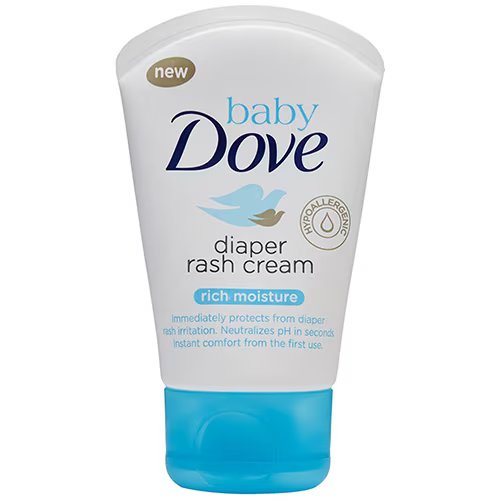 new
baby
Dove
HYPOALLERGENIC
diaper
rash cream
rich moisture
Immediately protects from diaper
rash irritation. Neutralizes pH in seconds.
Instant comfort from the first use.